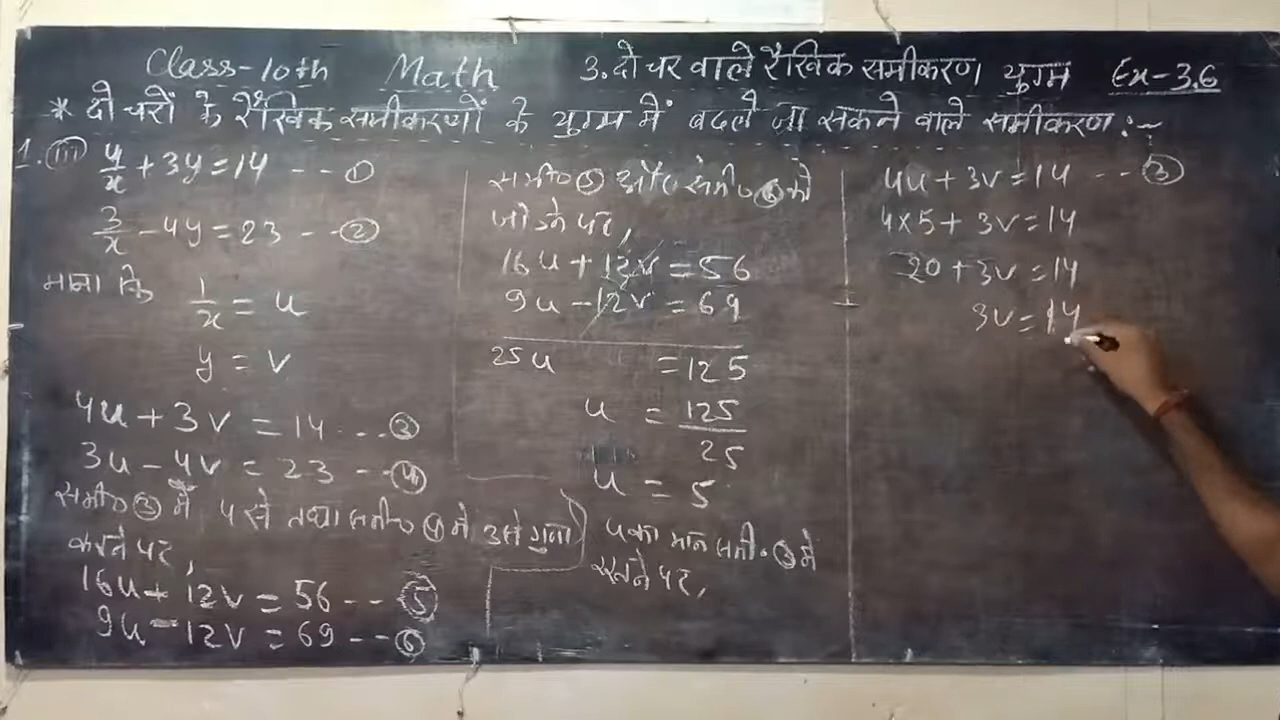 Class-10th Math 3. दो चर वाले रैखिक समीकरण युग्म Ex-3.6
* दो चरों के रैखिक समीकरणों के युग्म में बदले जा सकने वाले समीकरण :-
1. (iii) 4/x + 3y = 14 --- ①
3/x - 4y = 23 --- ②
माना कि 1/x = u
y = v
4u + 3v = 14 --- ③
3u - 4v = 23 --- ④
समी० ③ में 4 से तथा समी० ④ में 3 से गुना
करने पर,
16u + 12v = 56 --- ⑤
9u - 12v = 69 --- ⑥
समी० ⑤ और समी० ⑥ को
जोड़ने पर,
16u + 12v = 56
9u - 12v = 69
25u = 125
u = 125/25
u = 5
u का मान समी० ③ में
रखने पर,
4u + 3v = 14 --- ③
4x5 + 3v = 14
20 + 3v = 14
3v = 14